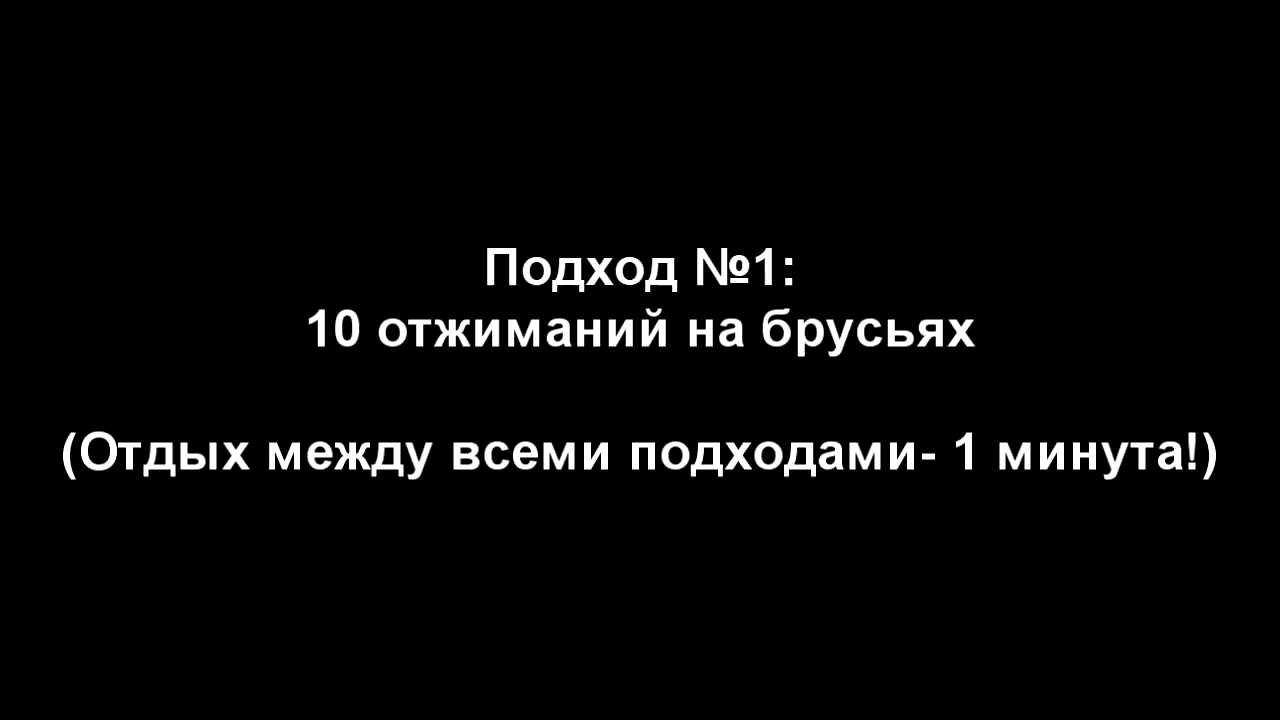 Подход №1:
10 отжиманий на брусьях
(Отдых между всеми подходами- 1 минута!)